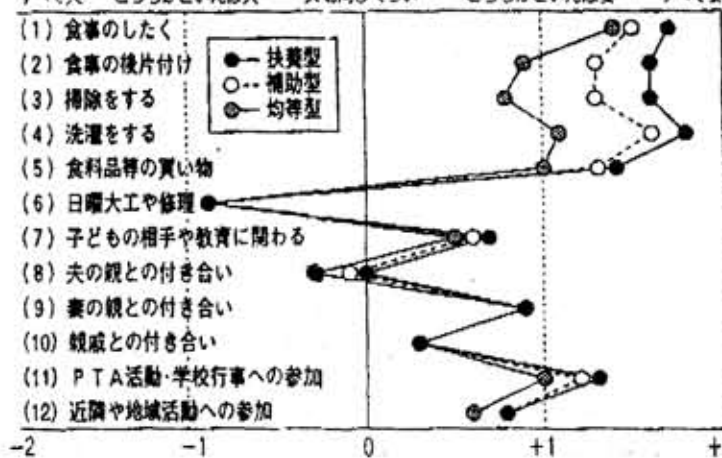 (1) 食事のしたく
(2) 食事の後片付け
(3) 掃除をする
(4) 洗濯をする
(5) 食料品等の買い物
(6) 日曜大工や修理
(7) 子どもの相手や教育に関わる
(8) 夫の親との付き合い
(9) 妻の親との付き合い
(10) 親戚との付き合い
(11) PTA活動・学校行事への参加
(12) 近隣や地域活動への参加
扶養型
補助型
均等型
-2 -1 0 +1 +